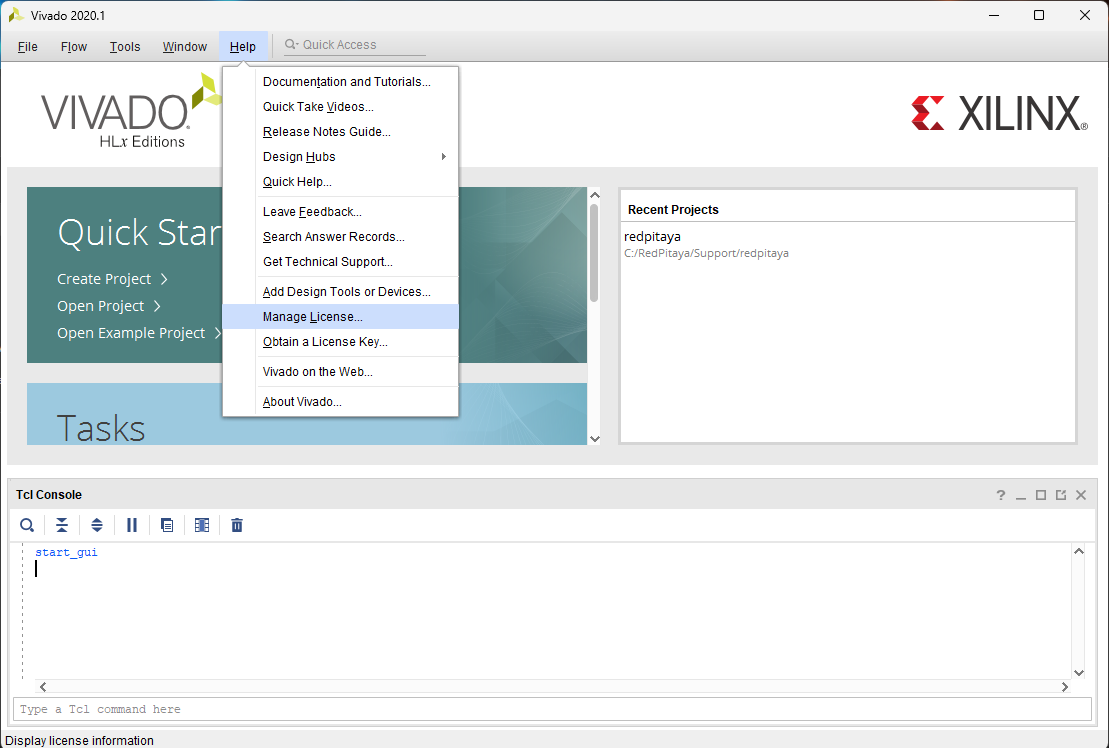 Vivado 2020.1
File Flow Tools Window Help Quick Access
VIVADO.
HLx Editions
XILINX®
Documentation and Tutorials...
Quick Take Videos...
Release Notes Guide...
Design Hubs
Quick Help...
Leave Feedback...
Search Answer Records...
Get Technical Support...
Add Design Tools or Devices...
Manage License...
Obtain a License Key...
Vivado on the Web...
About Vivado...
Quick Star
Create Project >
Open Project >
Open Example Project >
Tasks
Recent Projects
redpitaya
C:/RedPitaya/Support/redpitaya
Tcl Console
start_gui
Type a Tcl command here
Display license information